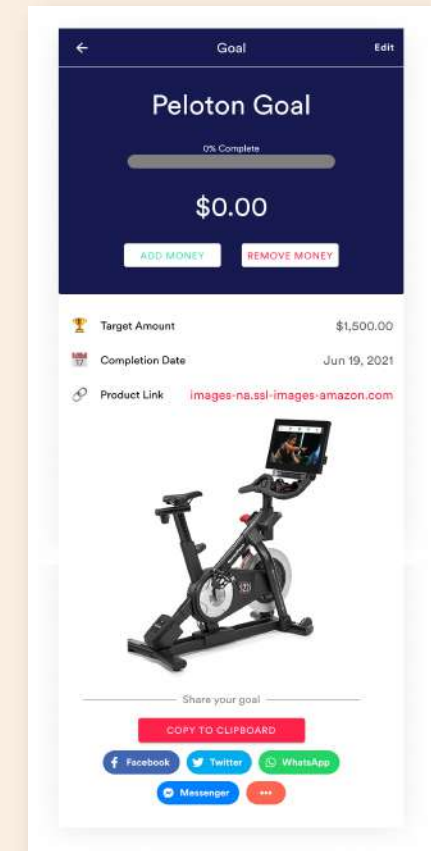 Goal Edit
Peloton Goal
0% Complete
$0.00
ADD MONEY REMOVE MONEY
Target Amount $1,500.00
Completion Date Jun 19, 2021
Product Link images-na.ssl-images-amazon.com
Share your goal
COPY TO CLIPBOARD
Facebook Twitter WhatsApp
Messenger